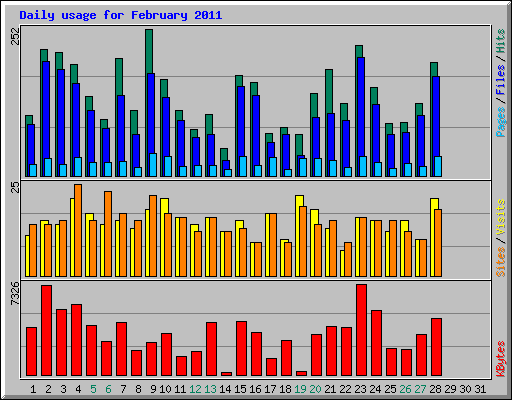 Daily usage for February 2011
252
Pages / Files / Hits
25
Sites / Visits
7326
KBytes
1 2 3 4 5 6 7 8 9 10 11 12 13 14 15 16 17 18 19 20 21 22 23 24 25 26 27 28 29 30 31